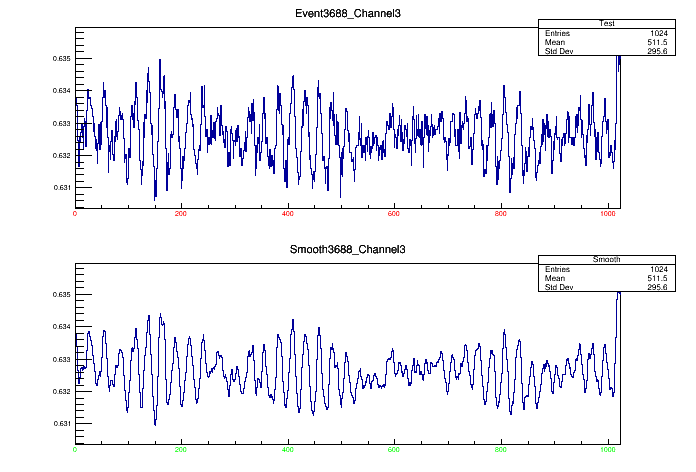 Event3688_Channel3
Test
Entries 1024
Mean 511.5
Std Dev 295.6
0.635
0.634
0.633
0.632
0.631
0 200 400 600 800 1000
Smooth3688_Channel3
Smooth
Entries 1024
Mean 511.5
Std Dev 295.6
0.635
0.634
0.633
0.632
0.631
0 200 400 600 800 1000